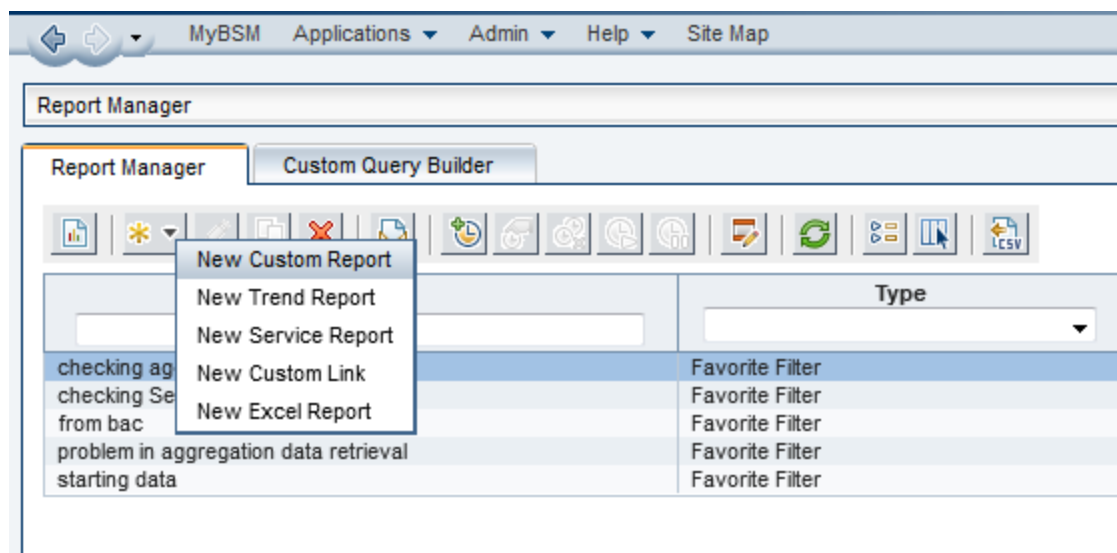 MyBSM Applications Admin Help Site Map
Report Manager
Report Manager Custom Query Builder
CSV
New Custom Report
New Trend Report
New Service Report
New Custom Link
New Excel Report
Type
checking ag Favorite Filter
checking Se Favorite Filter
from bac Favorite Filter
problem in aggregation data retrieval Favorite Filter
starting data Favorite Filter